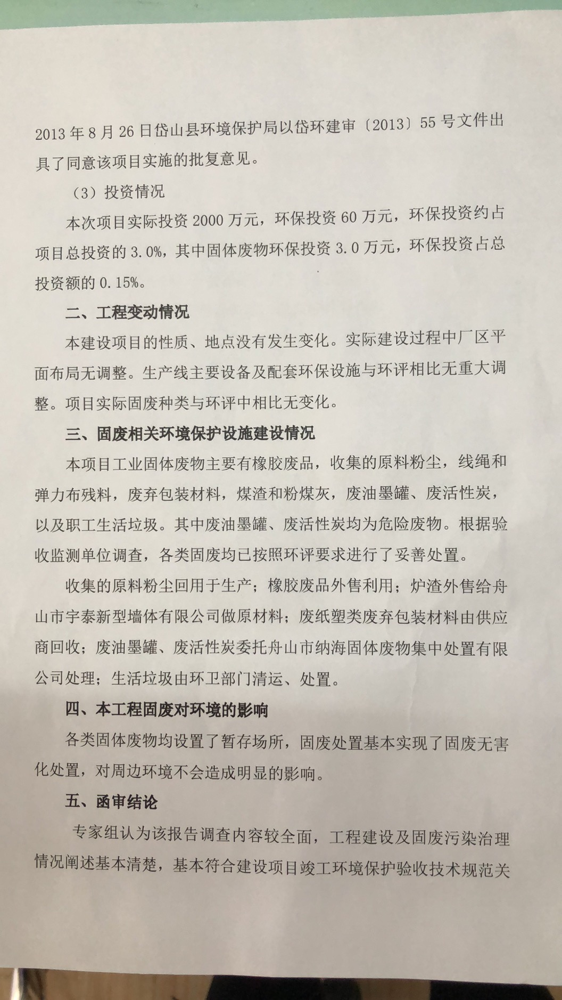 2013 年 8 月 26 日岱山县环境保护局以岱环建审〔2013〕55 号文件出
具了同意该项目实施的批复意见。
（3）投资情况
本次项目实际投资 2000 万元，环保投资 60 万元，环保投资约占
项目总投资的 3.0%，其中固体废物环保投资 3.0 万元，环保投资占总
投资额的 0.15%。
二、工程变动情况
本建设项目的性质、地点没有发生变化。实际建设过程中厂区平
面布局无调整。生产线主要设备及配套环保设施与环评相比无重大调
整。项目实际固废种类与环评中相比无变化。
三、固废相关环境保护设施建设情况
本项目工业固体废物主要有橡胶废品，收集的原料粉尘，线绳和
弹力布残料，废弃包装材料，煤渣和粉煤灰，废油墨罐、废活性炭，
以及职工生活垃圾。其中废油墨罐、废活性炭均为危险废物。根据验
收监测单位调查，各类固废均已按照环评要求进行了妥善处置。
收集的原料粉尘回用于生产；橡胶废品外售利用；炉渣外售给舟
山市宇泰新型墙体有限公司做原材料；废纸塑类废弃包装材料由供应
商回收；废油墨罐、废活性炭委托舟山市纳海固体废物集中处置有限
公司处理；生活垃圾由环卫部门清运、处置。
四、本工程固废对环境的影响
各类固体废物均设置了暂存场所，固废处置基本实现了固废无害
化处置，对周边环境不会造成明显的影响。
五、函审结论
专家组认为该报告调查内容较全面，工程建设及固废污染治理
情况阐述基本清楚，基本符合建设项目竣工环境保护验收技术规范关